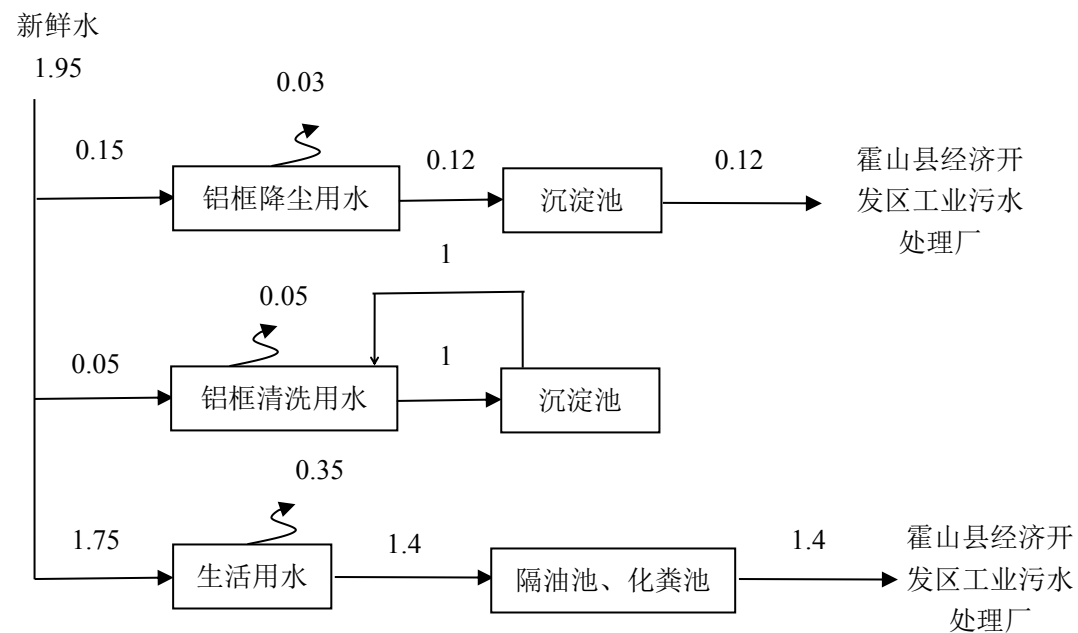 新鲜水
1.95
0.03
0.15
铝框降尘用水
0.12
沉淀池
0.12
霍山县经济开
发区工业污水
处理厂
1
0.05
0.05
铝框清洗用水
1
沉淀池
0.35
1.75
生活用水
1.4
隔油池、化粪池
1.4
霍山县经济开
发区工业污水
处理厂